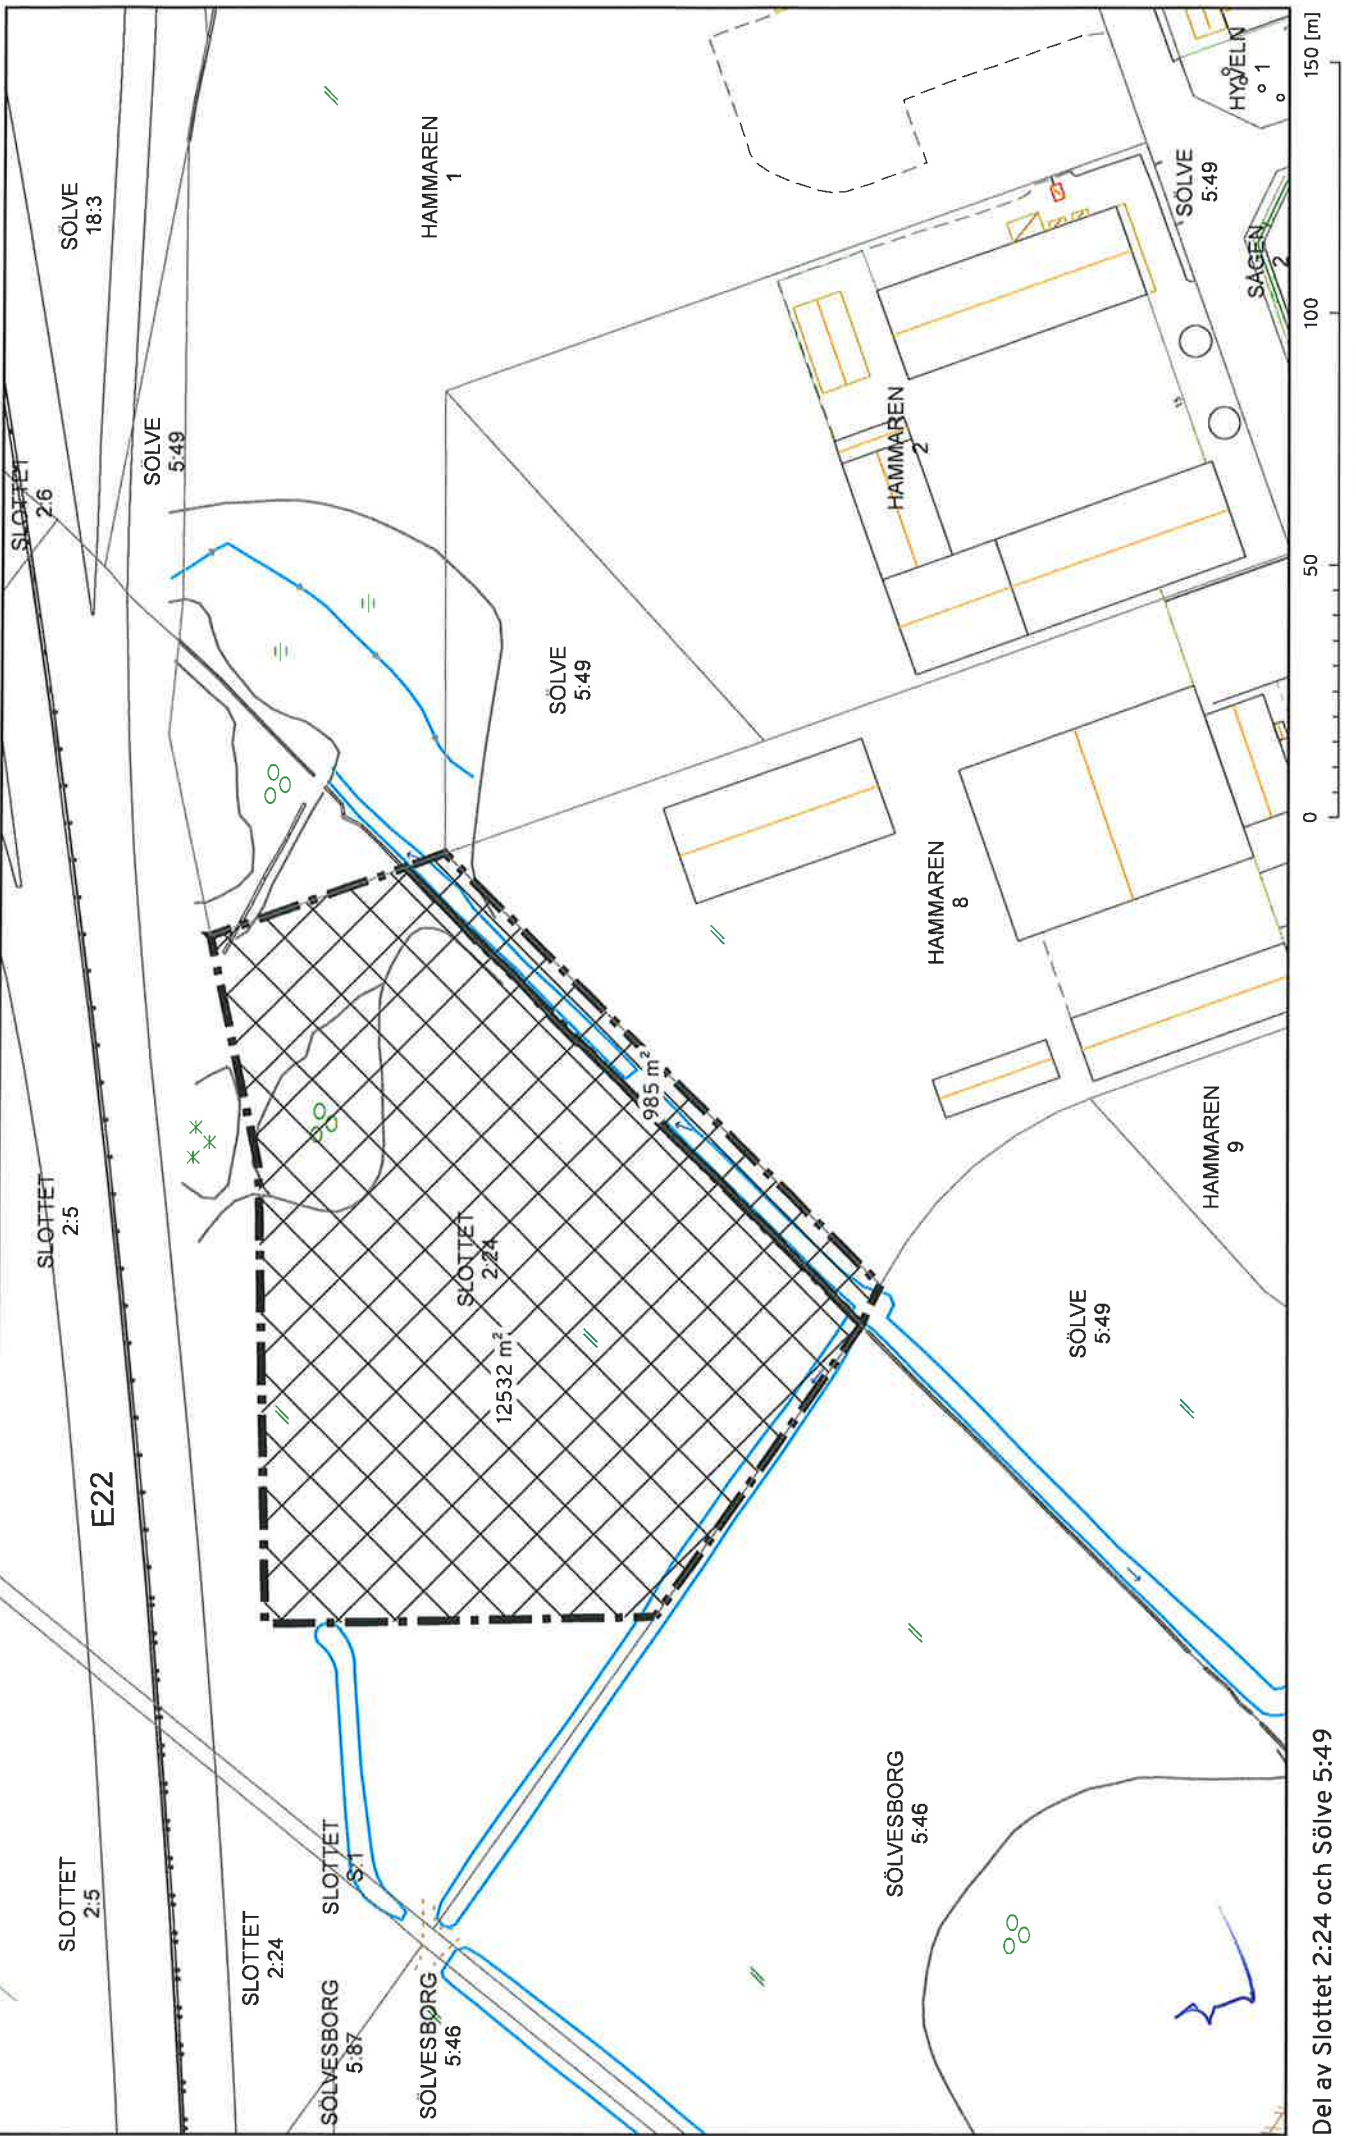 SLOTTET
2:6
SLOTTET
2:5
SLOTTET
2:5
SÖLVE
18:3
E22
SÖLVE
5:49
SLOTTET
2:24
SÖLVESBORG
5:87
SLOTTET
S:1
SÖLVESBORG
5:46
HAMMAREN
1
SLOTTET
2:24
12532 m²
SÖLVE
5:49
985 m²
SÖLVESBORG
5:46
HAMMAREN
2
HAMMAREN
8
SÖLVE
5:49
SÖLVE
5:49
HAMMAREN
9
HYVELN
1
SÅGEN
2
Del av Slottet 2:24 och Sölve 5:49
0 50 100 150 [m]